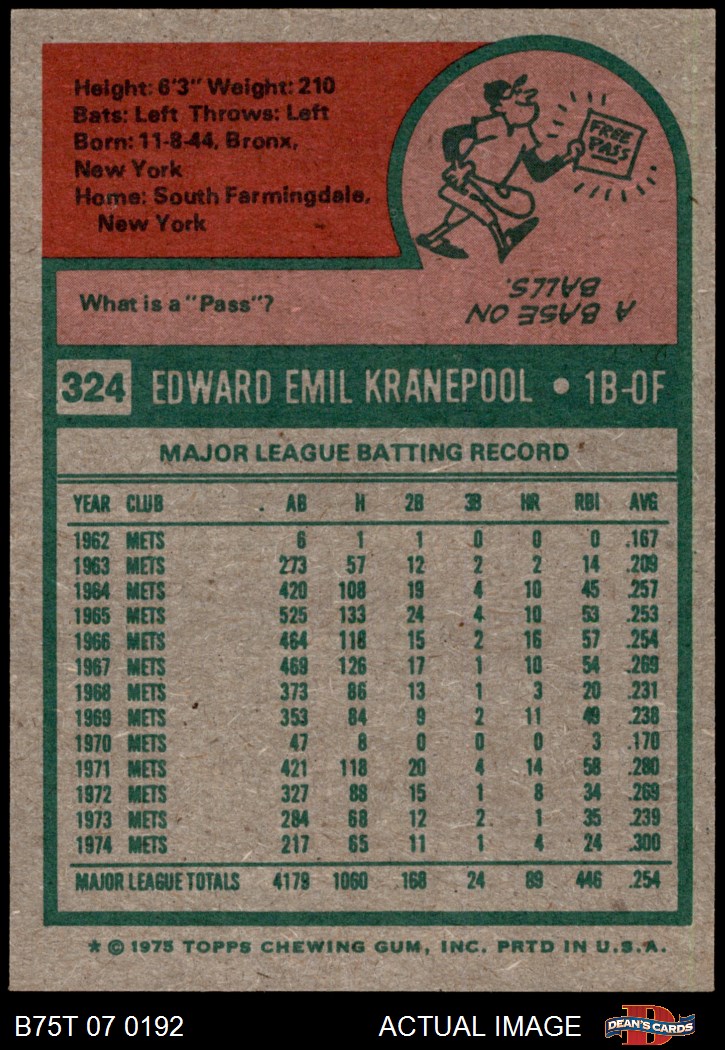 Height: 6'3" Weight: 210
Bats: Left Throws: Left
Born: 11-8-44, Bronx,
New York
Home: South Farmingdale,
New York
FREE
PASS
What is a "Pass"?
A BASE ON
BALLS.
324 EDWARD EMIL KRANEPOOL • 1B-OF
MAJOR LEAGUE BATTING RECORD
YEAR CLUB AB H 2B 3B HR RBI AVG
1962 METS 6 1 1 0 0 0 .167
1963 METS 273 57 12 2 2 14 .209
1964 METS 420 108 19 4 10 45 .257
1965 METS 525 133 24 4 10 53 .253
1966 METS 464 118 15 2 16 57 .254
1967 METS 469 126 17 1 10 54 .269
1968 METS 373 86 13 1 3 20 .231
1969 METS 353 84 9 2 11 49 .238
1970 METS 47 8 0 0 0 3 .170
1971 METS 421 118 20 4 14 58 .280
1972 METS 327 88 15 1 8 34 .269
1973 METS 284 68 12 2 1 35 .239
1974 METS 217 65 11 1 4 24 .300
MAJOR LEAGUE TOTALS 4179 1060 168 24 89 446 .254
* © 1975 TOPPS CHEWING GUM, INC. PRTD IN U.S.A.
B75T 07 0192 ACTUAL IMAGE
D
DEAN'S CARDS